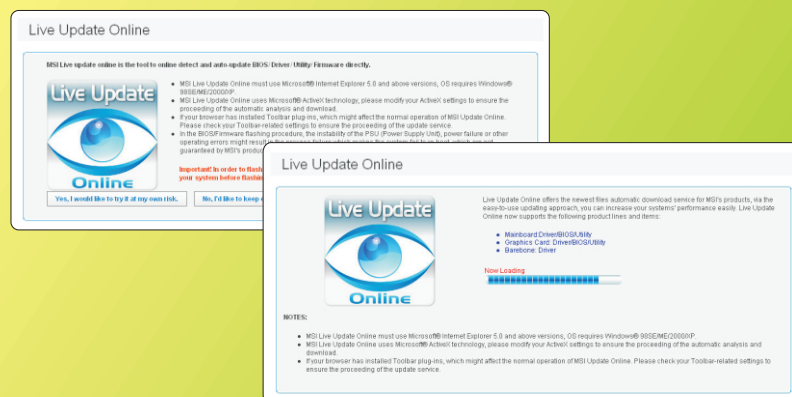 Live Update Online
MSI Live update online is the tool to online detect and auto-update BIOS/ Driver/ Utility/ Firmware directly.
Live Update
Online
MSI Live Update Online must use Microsoft® Internet Explorer 5.0 and above versions, OS requires Windows®
98SE/ME/2000/XP.
MSI Live Update Online uses Microsoft® ActiveX technology, please modify your ActiveX settings to ensure the
proceeding of the automatic analysis and download.
If your browser has installed Toolbar plug-ins, which might affect the normal operation of MSI Update Online.
Please check your Toolbar-related settings to ensure the proceeding of the update service.
In the BIOS/Firmware flashing procedure, the instability of the PSU (Power Supply Unit), power failure or other
operating errors might result in
guaranteed by MSI's
Important! In order to flash
your system before flashing
Yes, I would like to try it at my own risk.
No, I'd like to keep
Live Update Online
Live Update
Online
Live Update Online offers the newest files automatic download service for MSI's products, via the
easy-to-use updating approach, you can increase your systems' performance easily. Live Update
Online now supports the following product lines and items:
Mainboard:Driver/BIOS/Utility
Graphics Card: Driver/BIOS/Utility
Barebone: Driver
Now Loading
NOTES:
MSI Live Update Online must use Microsoft® Internet Explorer 5.0 and above versions, OS requires Windows® 98SE/ME/2000/XP.
MSI Live Update Online uses Microsoft® ActiveX technology, please modify your ActiveX settings to ensure the proceeding of the automatic analysis and
download.
If your browser has installed Toolbar plug-ins, which might affect the normal operation of MSI Update Online. Please check your Toolbar-related settings to
ensure the proceeding of the update service.